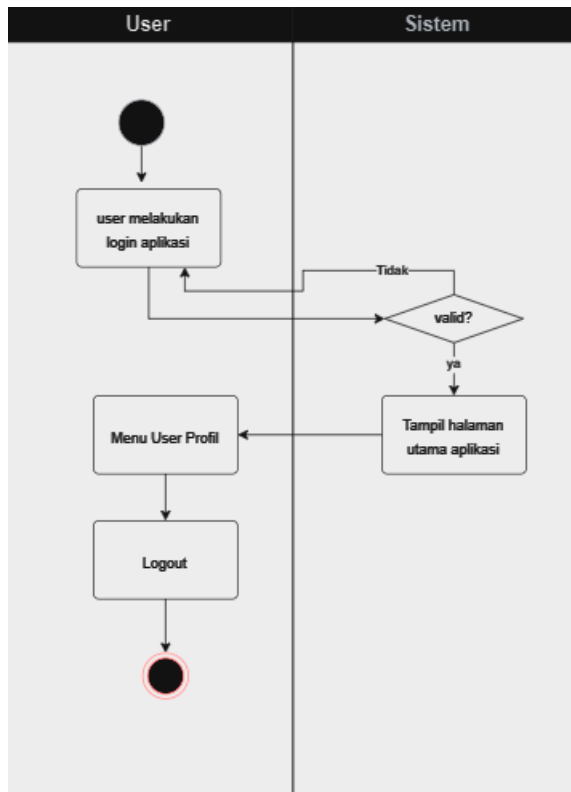 User
Sistem
user melakukan
login aplikasi
Tidak
valid?
ya
Tampil halaman
utama aplikasi
Menu User Profil
Logout